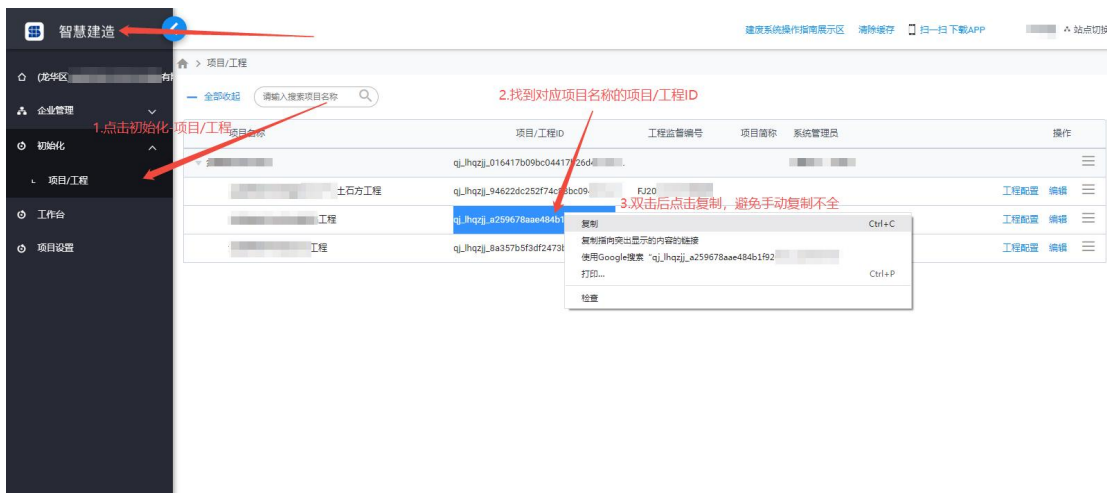 智慧建造
建废系统操作指南展示区 清除缓存 扫一扫下载APP 站点切换
(龙华区
项目/工程
企业管理
全部收起 请输入搜索项目名称
2.找到对应项目名称的项目/工程ID
1.点击初始化-项目/工程
项目名称 项目/工程ID 工程监督编号 项目简称 系统管理员 操作
初始化
qj_lhqzjj_016417b09bc04417b26d4
项目/工程
土石方工程 qj_lhqzjj_94622dc252f74c FJ20 工程配置 编辑
3.双击后点击复制，避免手动复制不全
工作台
工程 qj_lhqzjj_a259678aae484b1 工程配置 编辑
复制 Ctrl+C
复制指向突出显示的内容的链接
项目设置
工程 qj_lhqzjj_8a357b5f3df2473b 工程配置 编辑
使用Google搜索“qj_lhqzjj_a259678aae484b1f92
打印... Ctrl+P
检查